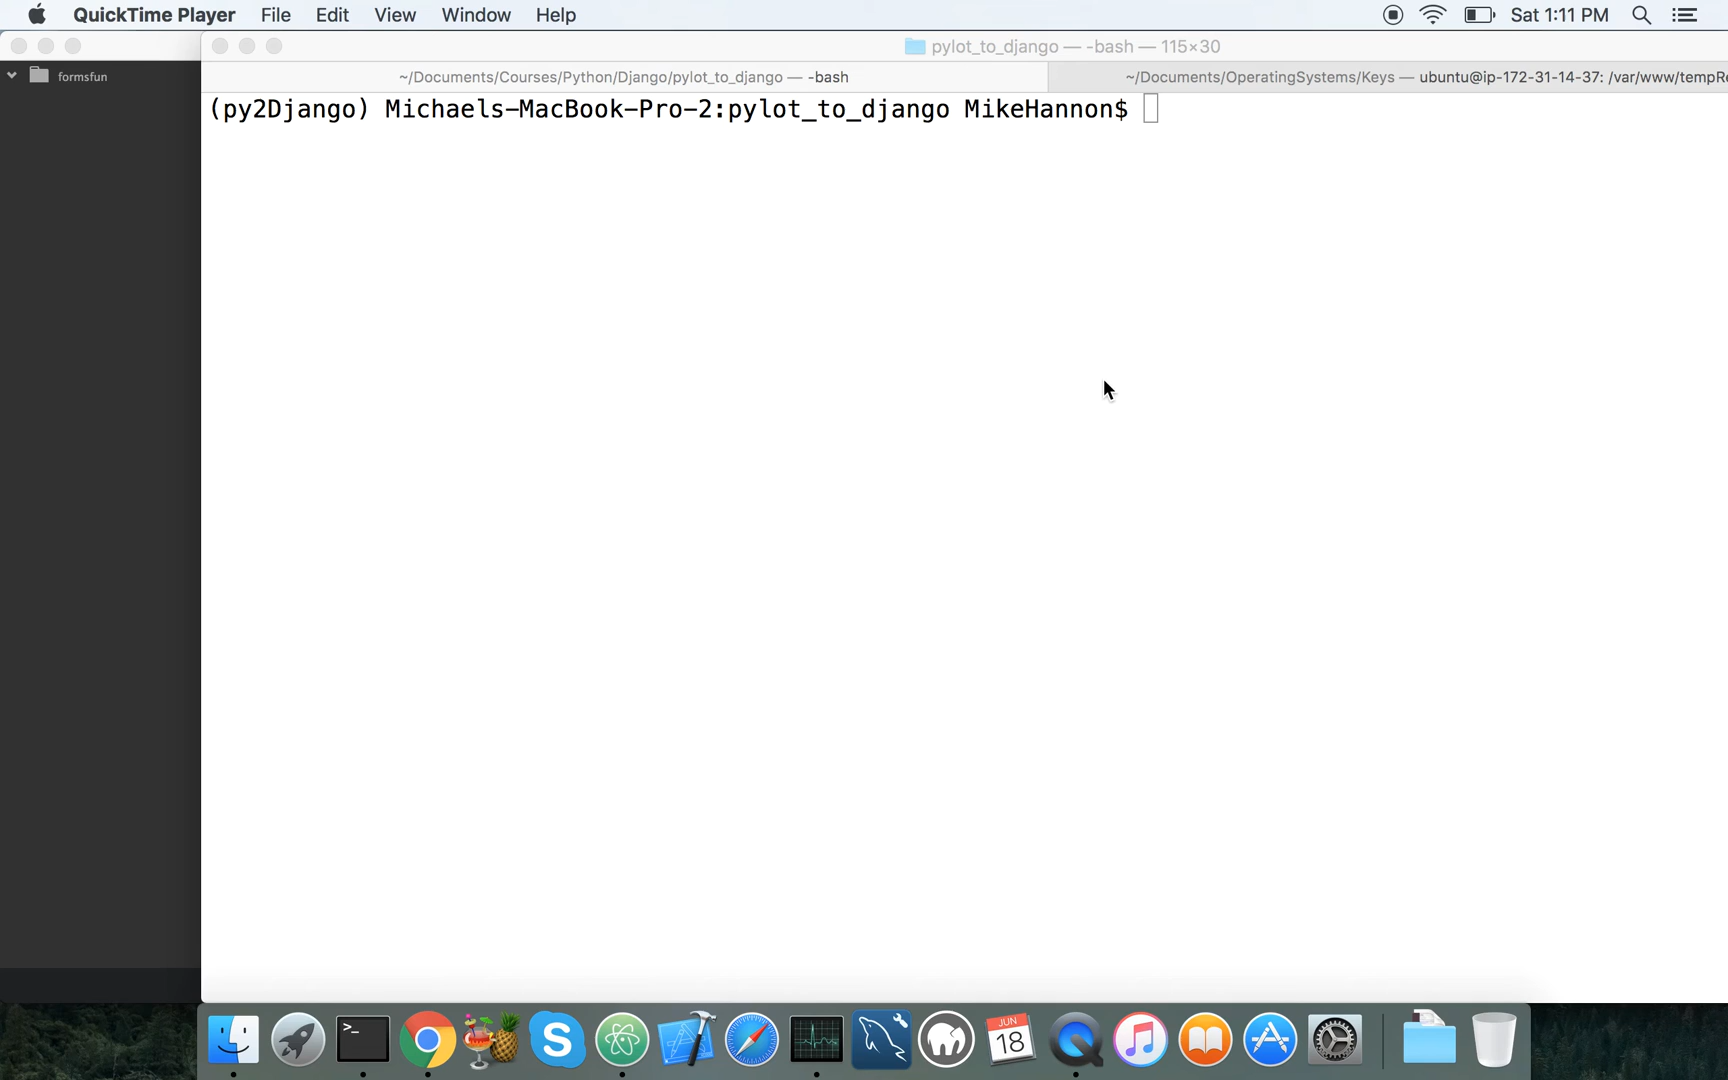 QuickTime Player File Edit View Window Help Sat 1:11 PM
pylot_to_django — -bash — 115×30
formsfun ~/Documents/Courses/Python/Django/pylot_to_django — -bash ~/Documents/OperatingSystems/Keys — ubuntu@ip-172-31-14-37: /var/www/tempR
(py2Django) Michaels-MacBook-Pro-2:pylot_to_django MikeHannon$
>_ S JUN
18